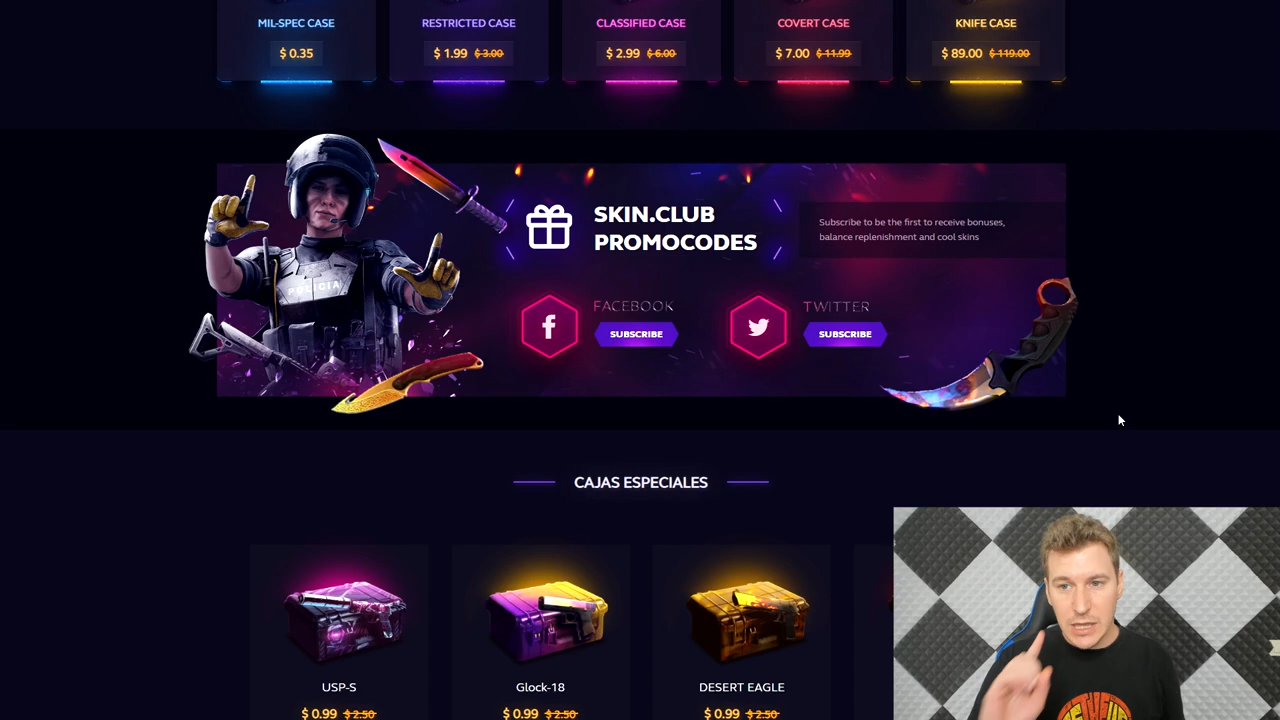 MIL-SPEC CASE
RESTRICTED CASE
CLASSIFIED CASE
COVERT CASE
KNIFE CASE
$ 0.35
$ 1.99 $ 3.00
$ 2.99 $ 6.00
$ 7.00 $ 11.99
$ 89.00 $ 119.00
POLICIA
SKIN.CLUB
PROMOCODES
Subscribe to be the first to receive bonuses,
balance replenishment and cool skins
FACEBOOK
SUBSCRIBE
TWITTER
SUBSCRIBE
CAJAS ESPECIALES
USP-S
Glock-18
DESERT EAGLE
$ 0.99 $ 2.50
$ 0.99 $ 2.50
$ 0.99 $ 2.50